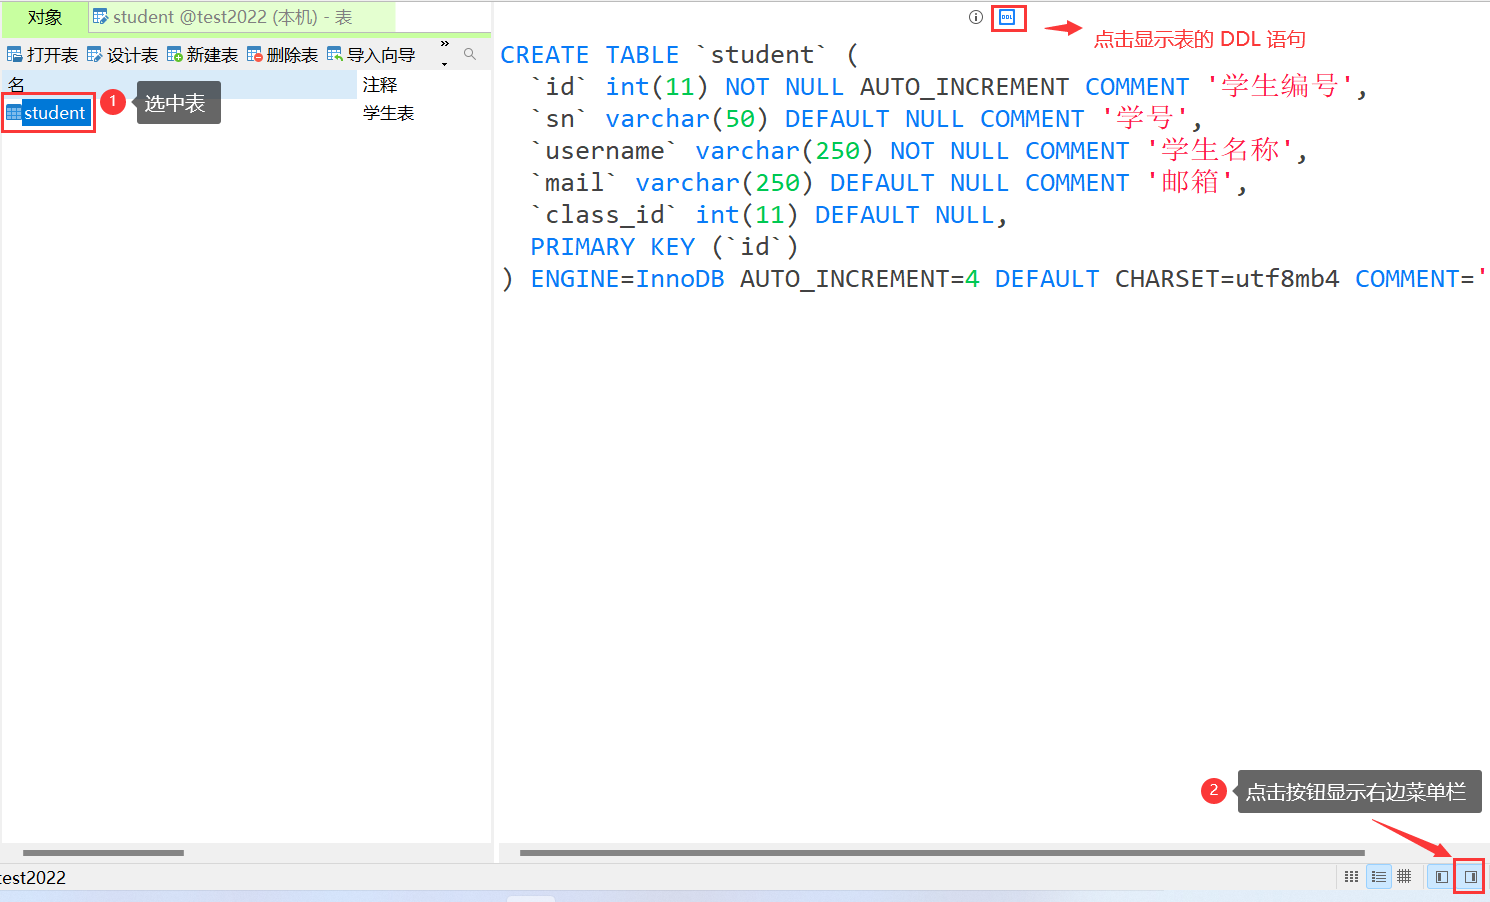 对象 student @test2022 (本机) - 表
打开表 设计表 新建表 删除表 导入向导 »
名 注释
student 学生表
1 选中表
DDL
点击显示表的 DDL 语句
CREATE TABLE `student` (
`id` int(11) NOT NULL AUTO_INCREMENT COMMENT '学生编号',
`sn` varchar(50) DEFAULT NULL COMMENT '学号',
`username` varchar(250) NOT NULL COMMENT '学生名称',
`mail` varchar(250) DEFAULT NULL COMMENT '邮箱',
`class_id` int(11) DEFAULT NULL,
PRIMARY KEY (`id`)
) ENGINE=InnoDB AUTO_INCREMENT=4 DEFAULT CHARSET=utf8mb4 COMMENT='
2 点击按钮显示右边菜单栏
test2022